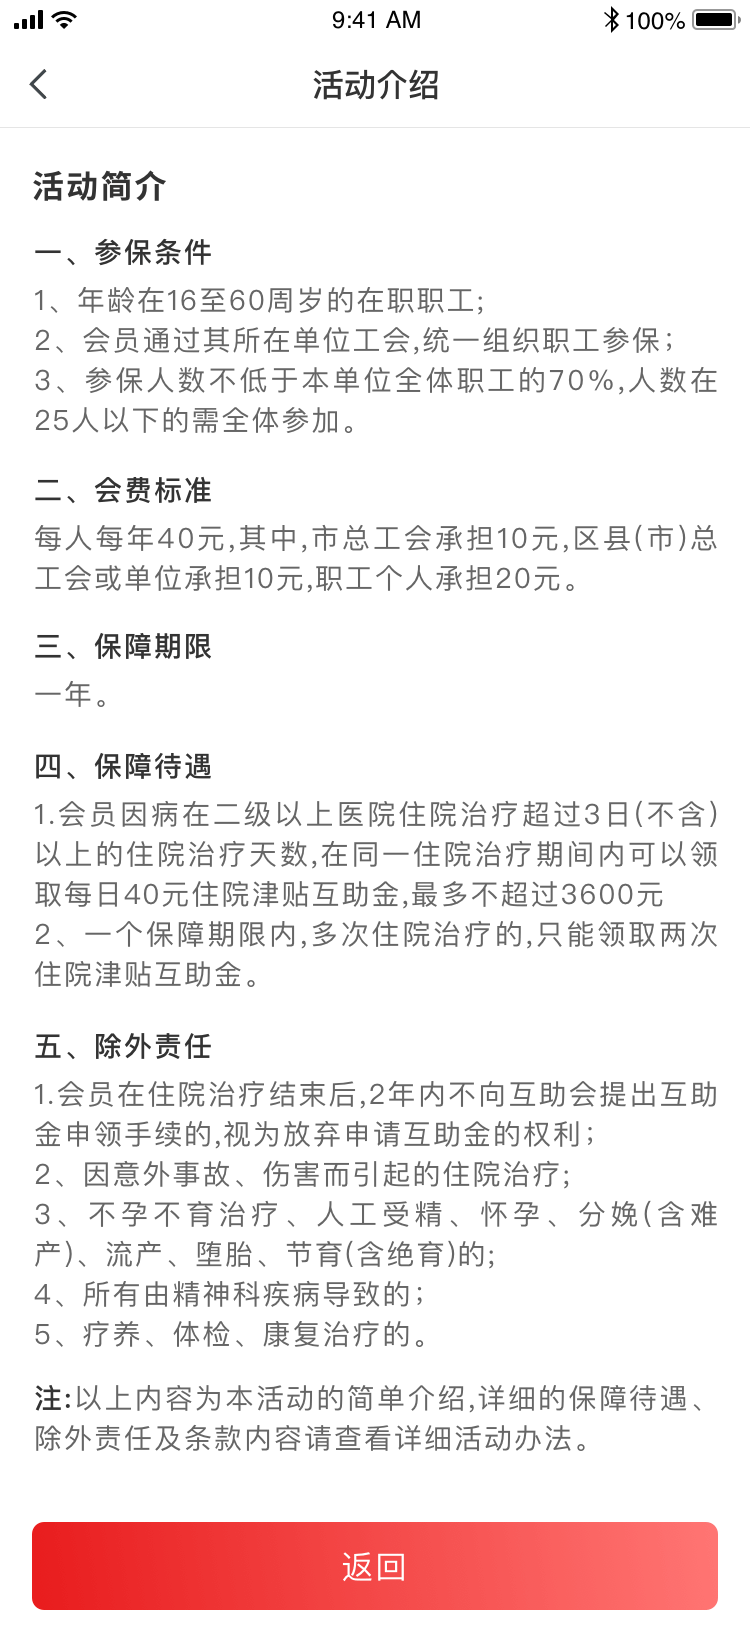 9:41 AM
100%
活动介绍
活动简介
一、参保条件
1、年龄在16至60周岁的在职职工;
2、会员通过其所在单位工会,统一组织职工参保;
3、参保人数不低于本单位全体职工的70%,人数在
25人以下的需全体参加。
二、会费标准
每人每年40元,其中,市总工会承担10元,区县(市)总
工会或单位承担10元,职工个人承担20元。
三、保障期限
一年。
四、保障待遇
1.会员因病在二级以上医院住院治疗超过3日(不含)
以上的住院治疗天数,在同一住院治疗期间内可以领
取每日40元住院津贴互助金,最多不超过3600元
2、一个保障期限内,多次住院治疗的,只能领取两次
住院津贴互助金。
五、除外责任
1.会员在住院治疗结束后,2年内不向互助会提出互助
金申领手续的,视为放弃申请互助金的权利;
2、因意外事故、伤害而引起的住院治疗;
3、不孕不育治疗、人工受精、怀孕、分娩(含难
产)、流产、堕胎、节育(含绝育)的;
4、所有由精神科疾病导致的;
5、疗养、体检、康复治疗的。
注:以上内容为本活动的简单介绍,详细的保障待遇、
除外责任及条款内容请查看详细活动办法。
返回